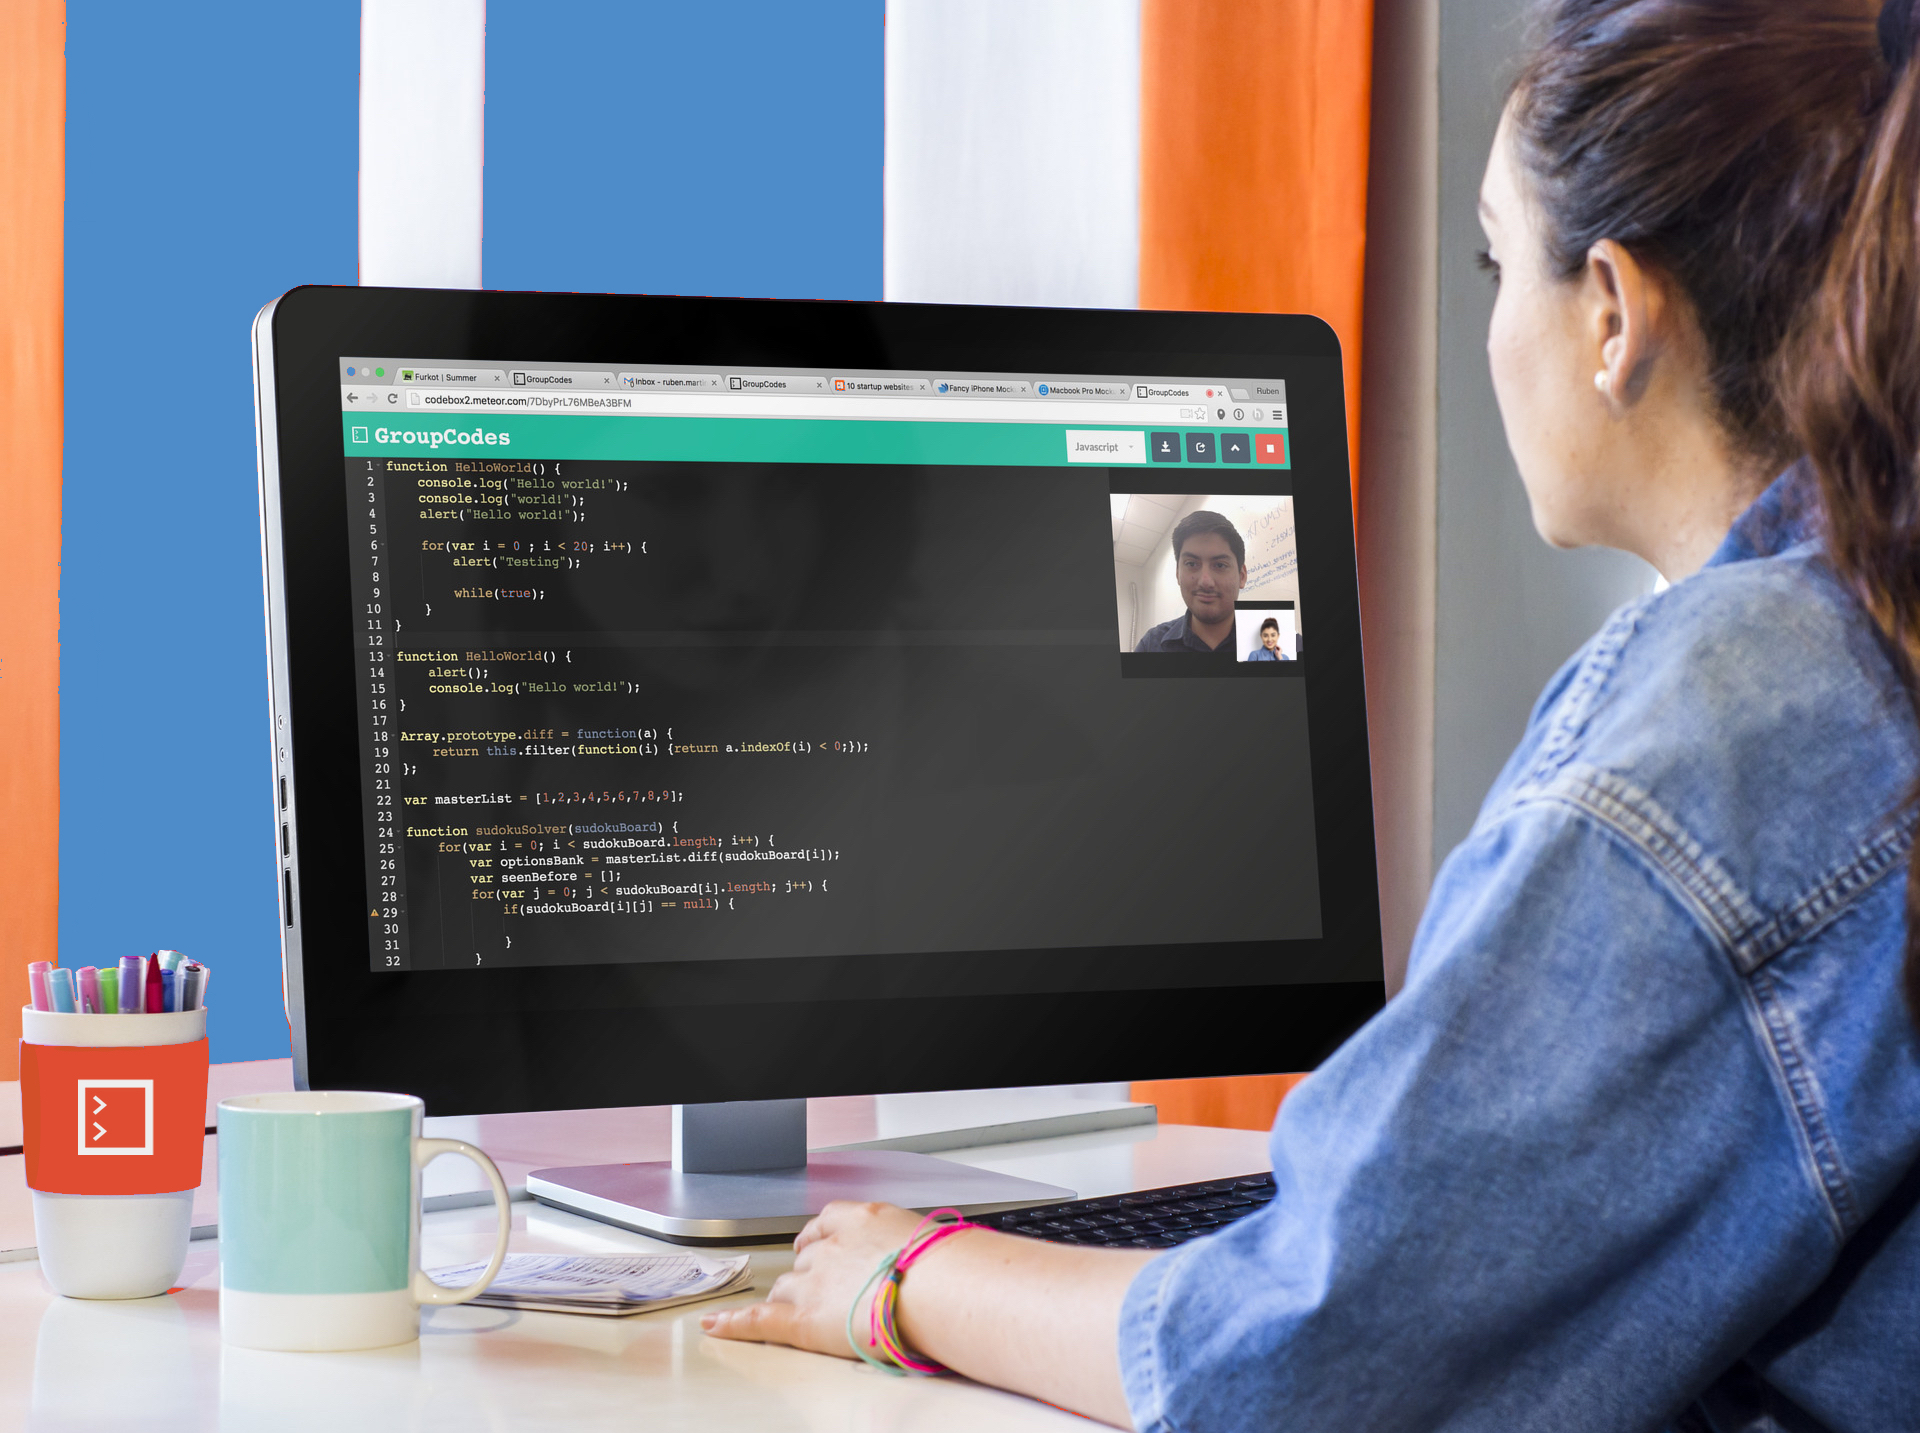 Furkot | Summer
GroupCodes
Inbox - ruben.marti
GroupCodes
10 startup websites
Fancy iPhone Mock
Macbook Pro Mock
GroupCodes
Ruben
codebox2.meteor.com/7DbyPrL76MBeA3BFM
GroupCodes
Javascript
1 function HelloWorld() {
2 console.log("Hello world!");
3 console.log("world!");
4 alert("Hello world!");
5
6 for(var i = 0 ; i < 20; i++) {
7 alert("Testing");
8
9 while(true);
10 }
11 }
12
13 function HelloWorld() {
14 alert();
15 console.log("Hello world!");
16 }
17
18 Array.prototype.diff = function(a) {
19 return this.filter(function(i) {return a.indexOf(i) < 0;});
20 };
21
22 var masterList = [1,2,3,4,5,6,7,8,9];
23
24 function sudokuSolver(sudokuBoard) {
25 for(var i = 0; i < sudokuBoard.length; i++) {
26 var optionsBank = masterList.diff(sudokuBoard[i]);
27 var seenBefore = [];
28 for(var j = 0; j < sudokuBoard[i].length; j++) {
29 if(sudokuBoard[i][j] == null) {
30
31 }
32 }